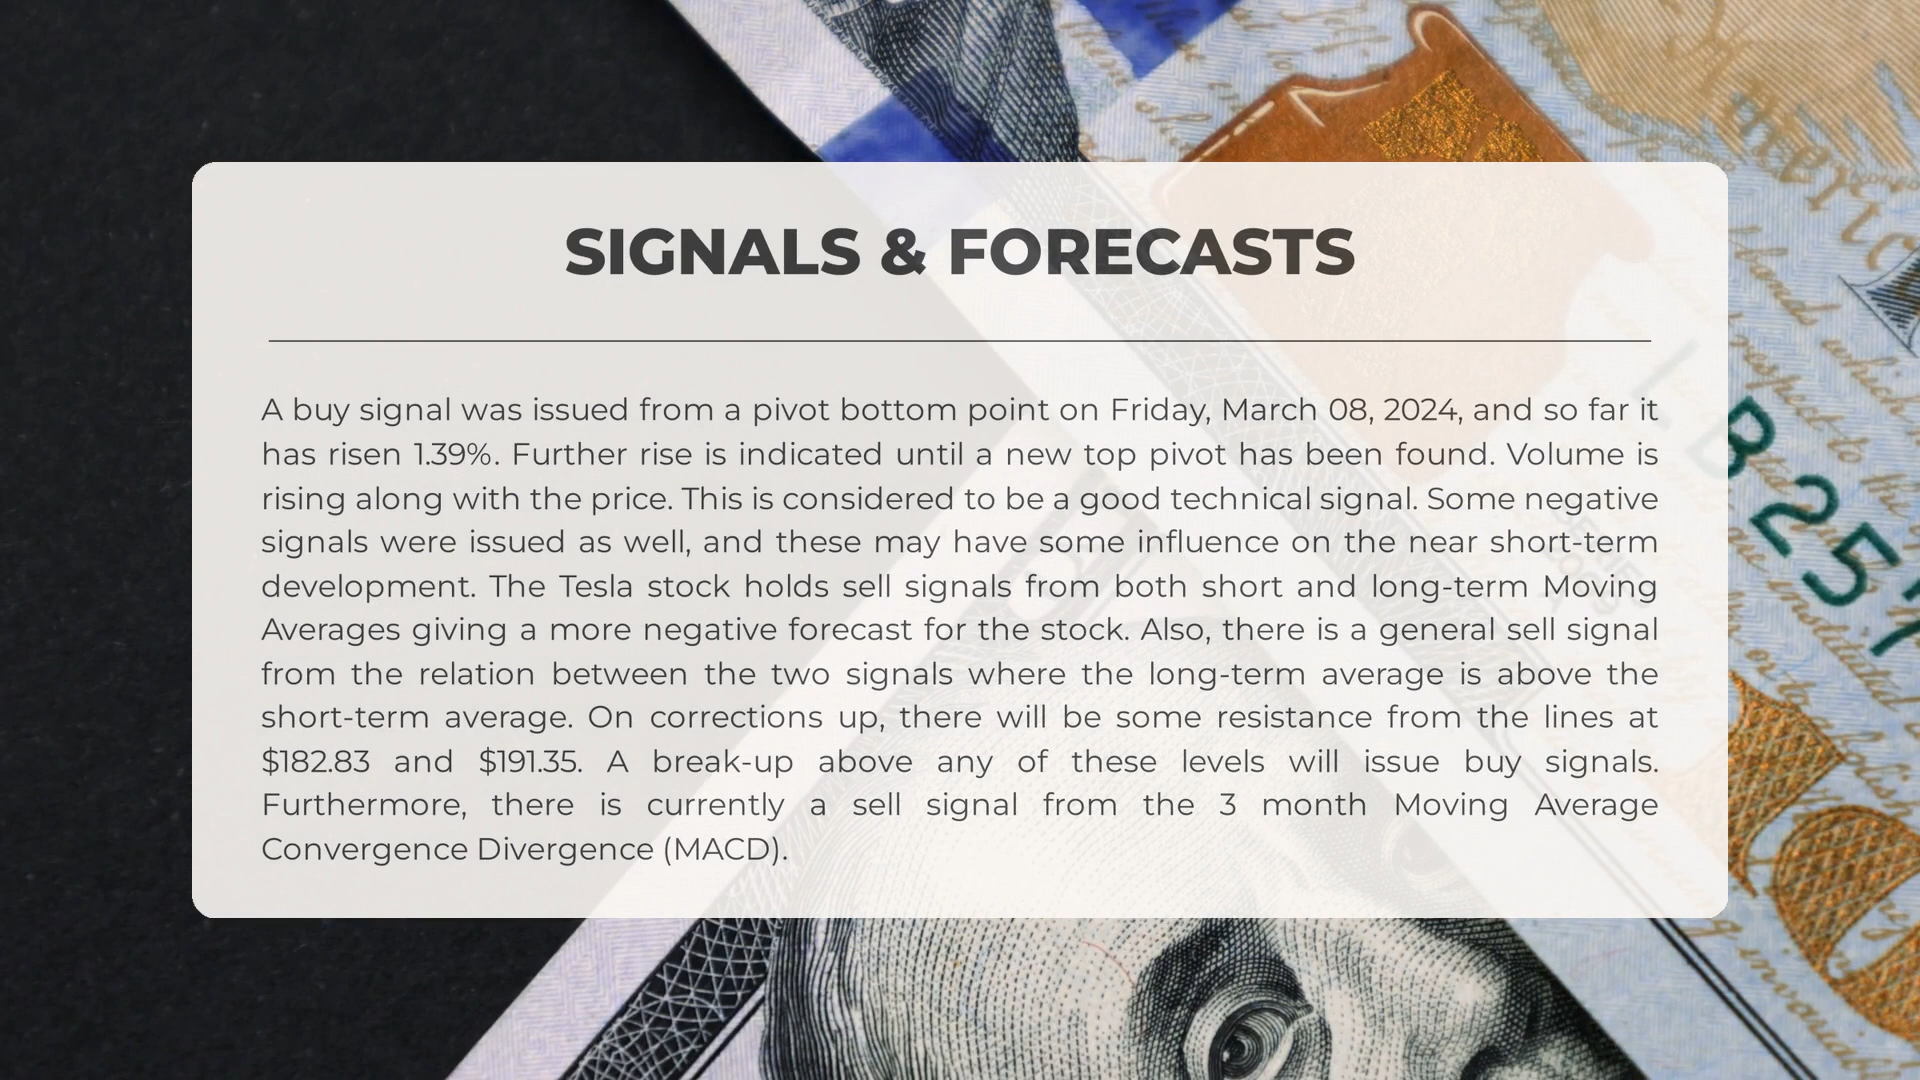 SIGNALS & FORECASTS
A buy signal was issued from a pivot bottom point on Friday, March 08, 2024, and so far it
has risen 1.39%. Further rise is indicated until a new top pivot has been found. Volume is
rising along with the price. This is considered to be a good technical signal. Some negative
signals were issued as well, and these may have some influence on the near short-term
development. The Tesla stock holds sell signals from both short and long-term Moving
Averages giving a more negative forecast for the stock. Also, there is a general sell signal
from the relation between the two signals where the long-term average is above the
short-term average. On corrections up, there will be some resistance from the lines at
$182.83 and $191.35. A break-up above any of these levels will issue buy signals.
Furthermore, there is currently a sell signal from the 3 month Moving Average
Convergence Divergence (MACD).